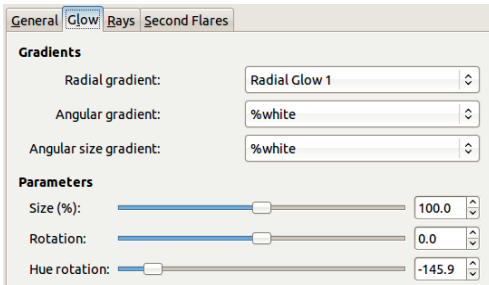 General Glow Rays Second Flares
Gradients
Radial gradient: Radial Glow 1
Angular gradient: %white
Angular size gradient: %white
Parameters
Size (%): 100.0
Rotation: 0.0
Hue rotation: -145.9